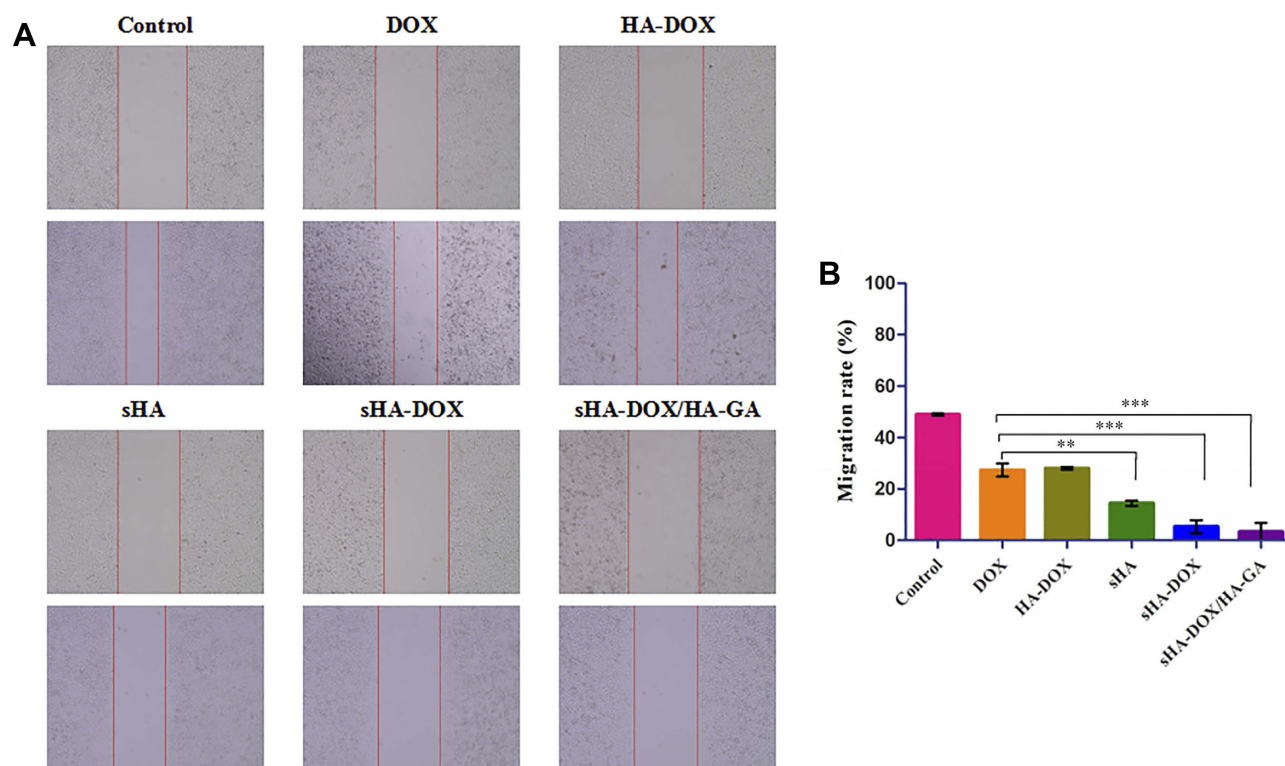 A
Control
DOX
HA-DOX
sHA
sHA-DOX
sHA-DOX/HA-GA
B
Migration rate (%)
100
80
60
40
20
0
***
***
**
Control
DOX
HA-DOX
sHA
sHA-DOX
sHA-DOX/HA-GA